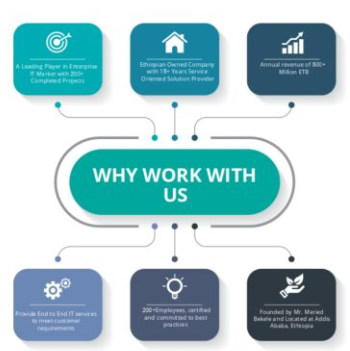 A Leading Player in Enterprise
IT Market with 200+
Completed Projects
Ethiopian Owned Company
with 18+ Years Service
Oriented Solution Provider
Annual revenue of 800+
Million ETB
WHY WORK WITH
US
Provide End to End IT services
to meet customer
requirements
200+Employees, certified
and committed to best
practices
Founded by Mr. Meried
Bekele and Located at Addis
Ababa, Ethiopia